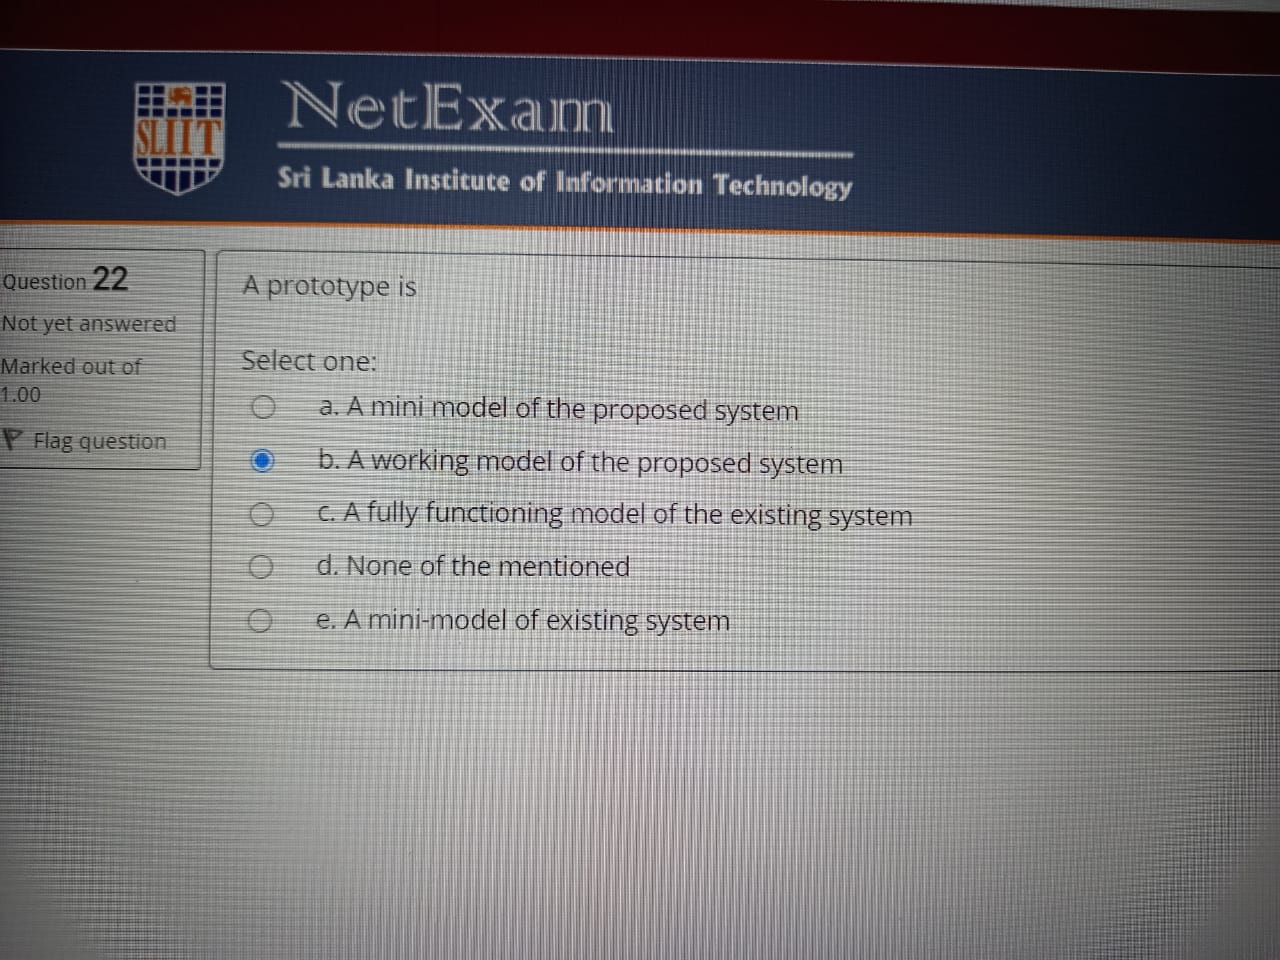 SLIIT
NetExam
Sri Lanka Institute of Information Technology
Question 22
Not yet answered
Marked out of
1.00
Flag question
A prototype is
Select one:
a. A mini model of the proposed system
b. A working model of the proposed system
c. A fully functioning model of the existing system
d. None of the mentioned
e. A mini-model of existing system